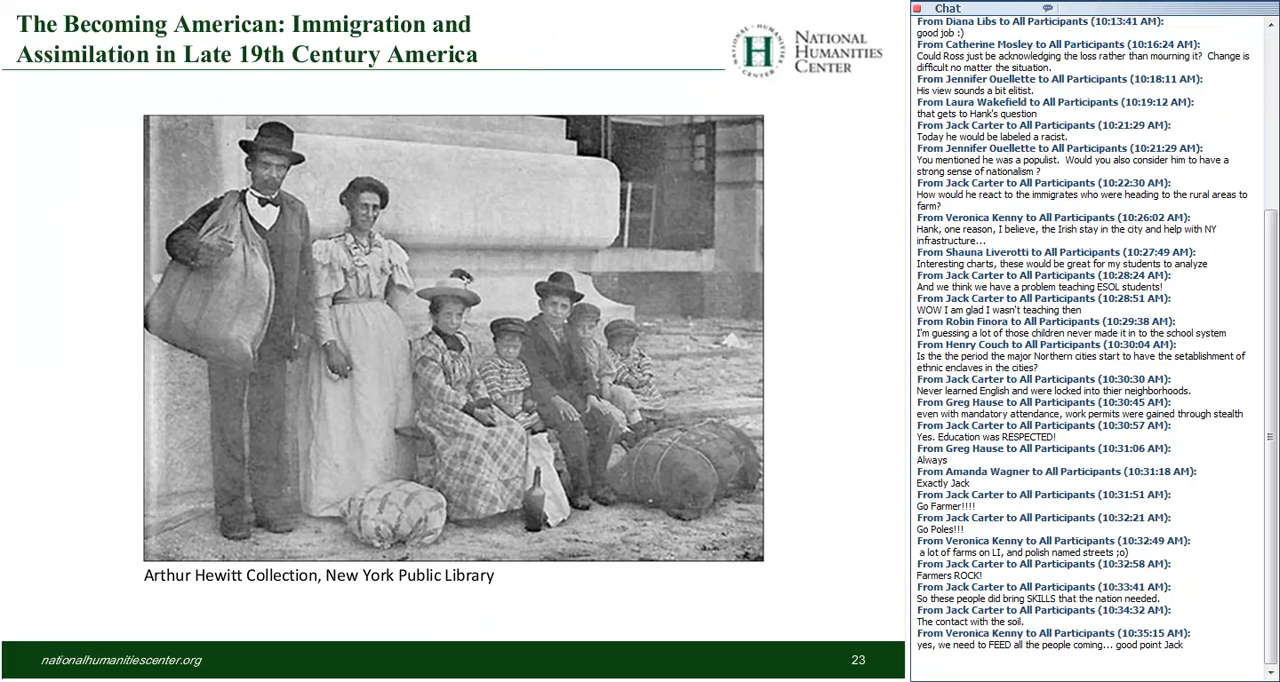 The Becoming American: Immigration and
Assimilation in Late 19th Century America
NATIONAL
HUMANITIES
CENTER
NATIONAL · HUMANITIES · CENTER
H
Arthur Hewitt Collection, New York Public Library
nationalhumanitiescenter.org
23
Chat
From Diana Libs to All Participants (10:13:41 AM):
good job :)
From Catherine Mosley to All Participants (10:16:24 AM):
Could Ross just be acknowledging the loss rather than mourning it?  Change is
difficult no matter the situation.
From Jennifer Ouellette to All Participants (10:18:11 AM):
His view sounds a bit elitist.
From Laura Wakefield to All Participants (10:19:12 AM):
that gets to Hank's question
From Jack Carter to All Participants (10:21:29 AM):
Today he would be labeled a racist.
From Jennifer Ouellette to All Participants (10:21:29 AM):
You mentioned he was a populist.  Would you also consider him to have a
strong sense of nationalism ?
From Jack Carter to All Participants (10:22:30 AM):
How would he react to the immigrates who were heading to the rural areas to
farm?
From Veronica Kenny to All Participants (10:26:02 AM):
Hank, one reason, I believe, the Irish stay in the city and help with NY
infrastructure...
From Shauna Liverotti to All Participants (10:27:49 AM):
Interesting charts, these would be great for my students to analyze
From Jack Carter to All Participants (10:28:24 AM):
And we think we have a problem teaching ESOL students!
From Jack Carter to All Participants (10:28:51 AM):
WOW I am glad I wasn't teaching then
From Robin Finora to All Participants (10:29:38 AM):
I'm guessing a lot of those children never made it in to the school system
From Henry Couch to All Participants (10:30:04 AM):
Is the the period the major Northern cities start to have the setablishment of
ethnic enclaves in the cities?
From Jack Carter to All Participants (10:30:30 AM):
Never learned English and were locked into thier neighborhoods.
From Greg Hause to All Participants (10:30:45 AM):
even with mandatory attendance, work permits were gained through stealth
From Jack Carter to All Participants (10:30:57 AM):
Yes. Education was RESPECTED!
From Greg Hause to All Participants (10:31:06 AM):
Always
From Amanda Wagner to All Participants (10:31:18 AM):
Exactly Jack
From Jack Carter to All Participants (10:31:51 AM):
Go Farmer!!!!
From Jack Carter to All Participants (10:32:21 AM):
Go Poles!!!
From Veronica Kenny to All Participants (10:32:49 AM):
a lot of farms on LI, and polish named streets ;o)
From Jack Carter to All Participants (10:32:58 AM):
Farmers ROCK!
From Jack Carter to All Participants (10:33:41 AM):
So these people did bring SKILLS that the nation needed.
From Jack Carter to All Participants (10:34:32 AM):
The contact with the soil.
From Veronica Kenny to All Participants (10:35:15 AM):
yes, we need to FEED all the people coming... good point Jack